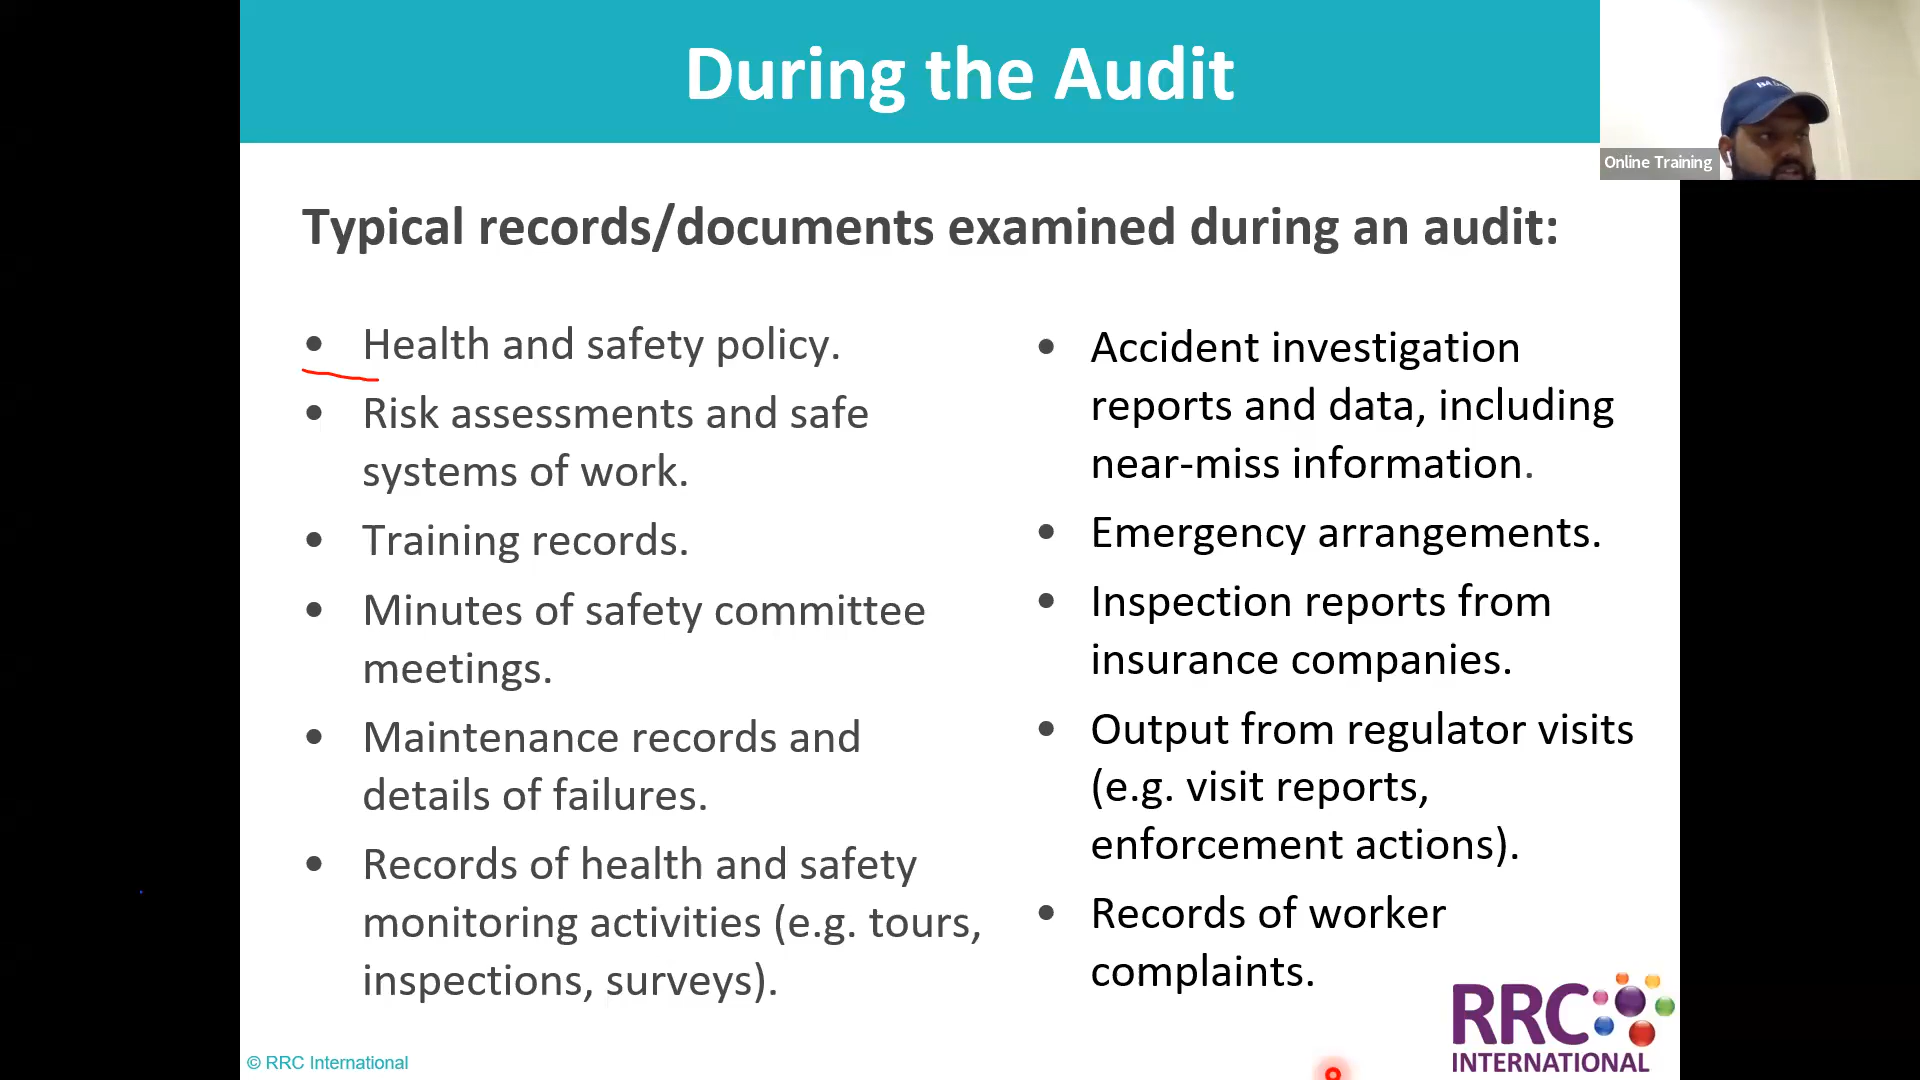 During the Audit
Online Training
Typical records/documents examined during an audit:
• Health and safety policy.
• Risk assessments and safe
systems of work.
• Training records.
• Minutes of safety committee
meetings.
• Maintenance records and
details of failures.
• Records of health and safety
monitoring activities (e.g. tours,
inspections, surveys).
• Accident investigation
reports and data, including
near-miss information.
• Emergency arrangements.
• Inspection reports from
insurance companies.
• Output from regulator visits
(e.g. visit reports,
enforcement actions).
• Records of worker
complaints.
RRC
INTERNATIONAL
© RRC International